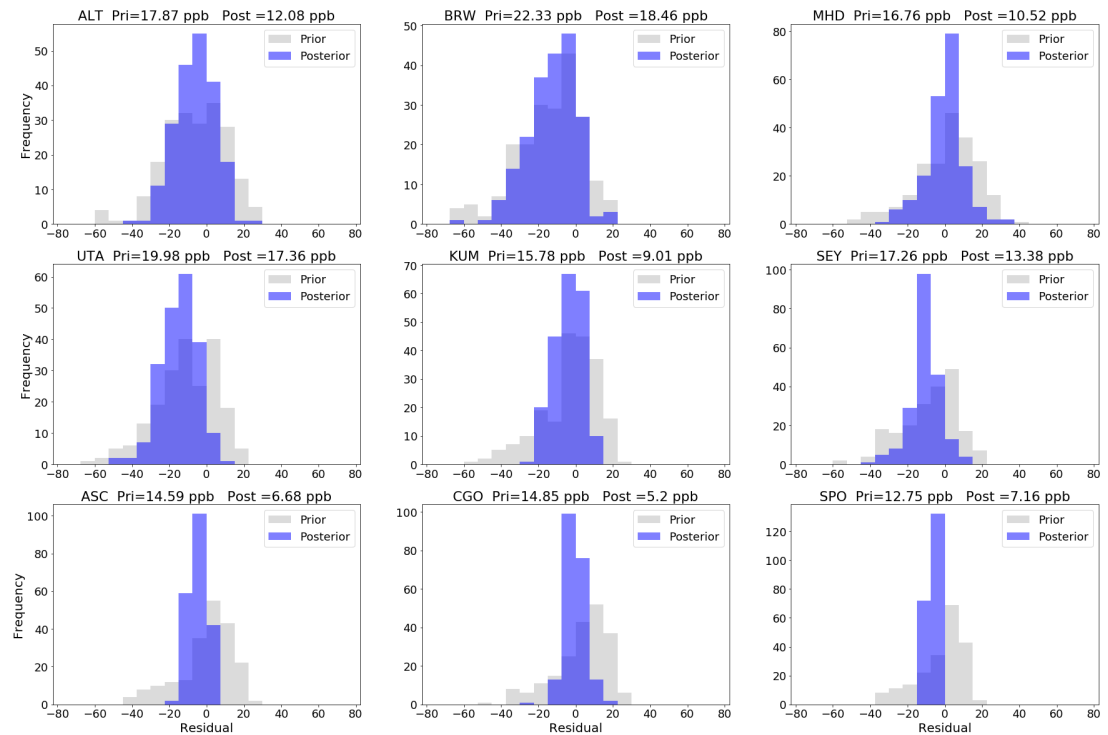 ALT Pri=17.87 ppb Post =12.08 ppb
BRW Pri=22.33 ppb Post =18.46 ppb
MHD Pri=16.76 ppb Post =10.52 ppb
50
40
30
20
10
0
Frequency
Prior
Posterior
−80 −60 −40 −20 0 20 40 60 80
50
40
30
20
10
0
Prior
Posterior
−80 −60 −40 −20 0 20 40 60 80
80
60
40
20
0
Prior
Posterior
−80 −60 −40 −20 0 20 40 60 80
UTA Pri=19.98 ppb Post =17.36 ppb
KUM Pri=15.78 ppb Post =9.01 ppb
SEY Pri=17.26 ppb Post =13.38 ppb
60
50
40
30
20
10
0
Frequency
Prior
Posterior
−80 −60 −40 −20 0 20 40 60 80
70
60
50
40
30
20
10
0
Prior
Posterior
−80 −60 −40 −20 0 20 40 60 80
100
80
60
40
20
0
Prior
Posterior
−80 −60 −40 −20 0 20 40 60 80
ASC Pri=14.59 ppb Post =6.68 ppb
CGO Pri=14.85 ppb Post =5.2 ppb
SPO Pri=12.75 ppb Post =7.16 ppb
100
80
60
40
20
0
Frequency
Prior
Posterior
−80 −60 −40 −20 0 20 40 60 80
Residual
100
80
60
40
20
0
Prior
Posterior
−80 −60 −40 −20 0 20 40 60 80
Residual
120
100
80
60
40
20
0
Prior
Posterior
−80 −60 −40 −20 0 20 40 60 80
Residual